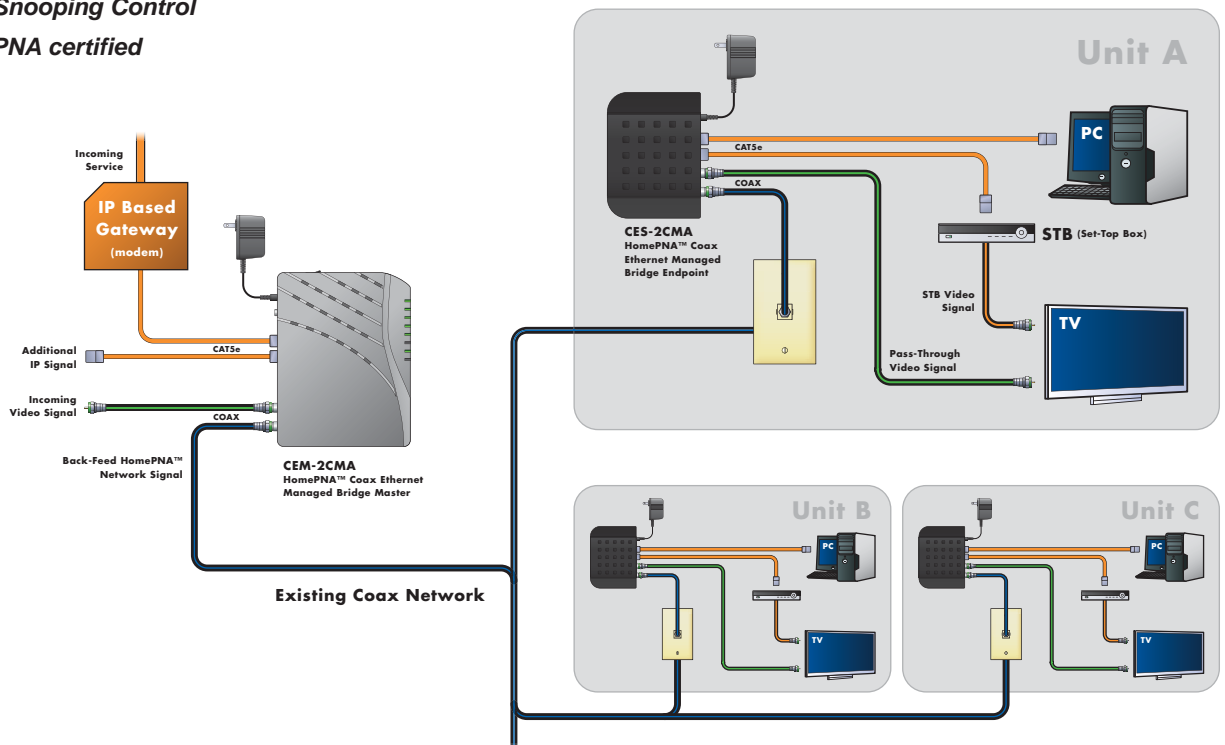 Snooping Control
PNA certified
Unit A
Incoming
Service
IP Based
Gateway
(modem)
Additional
IP Signal
CAT5e
Incoming
Video Signal
COAX
Back-Feed HomePNA™
Network Signal
CEM-2CMA
HomePNA™ Coax Ethernet
Managed Bridge Master
Existing Coax Network
CAT5e
COAX
CES-2CMA
HomePNA™ Coax
Ethernet Managed
Bridge Endpoint
PC
STB (Set-Top Box)
STB Video
Signal
TV
Pass-Through
Video Signal
Unit B
PC
TV
Unit C
PC
TV